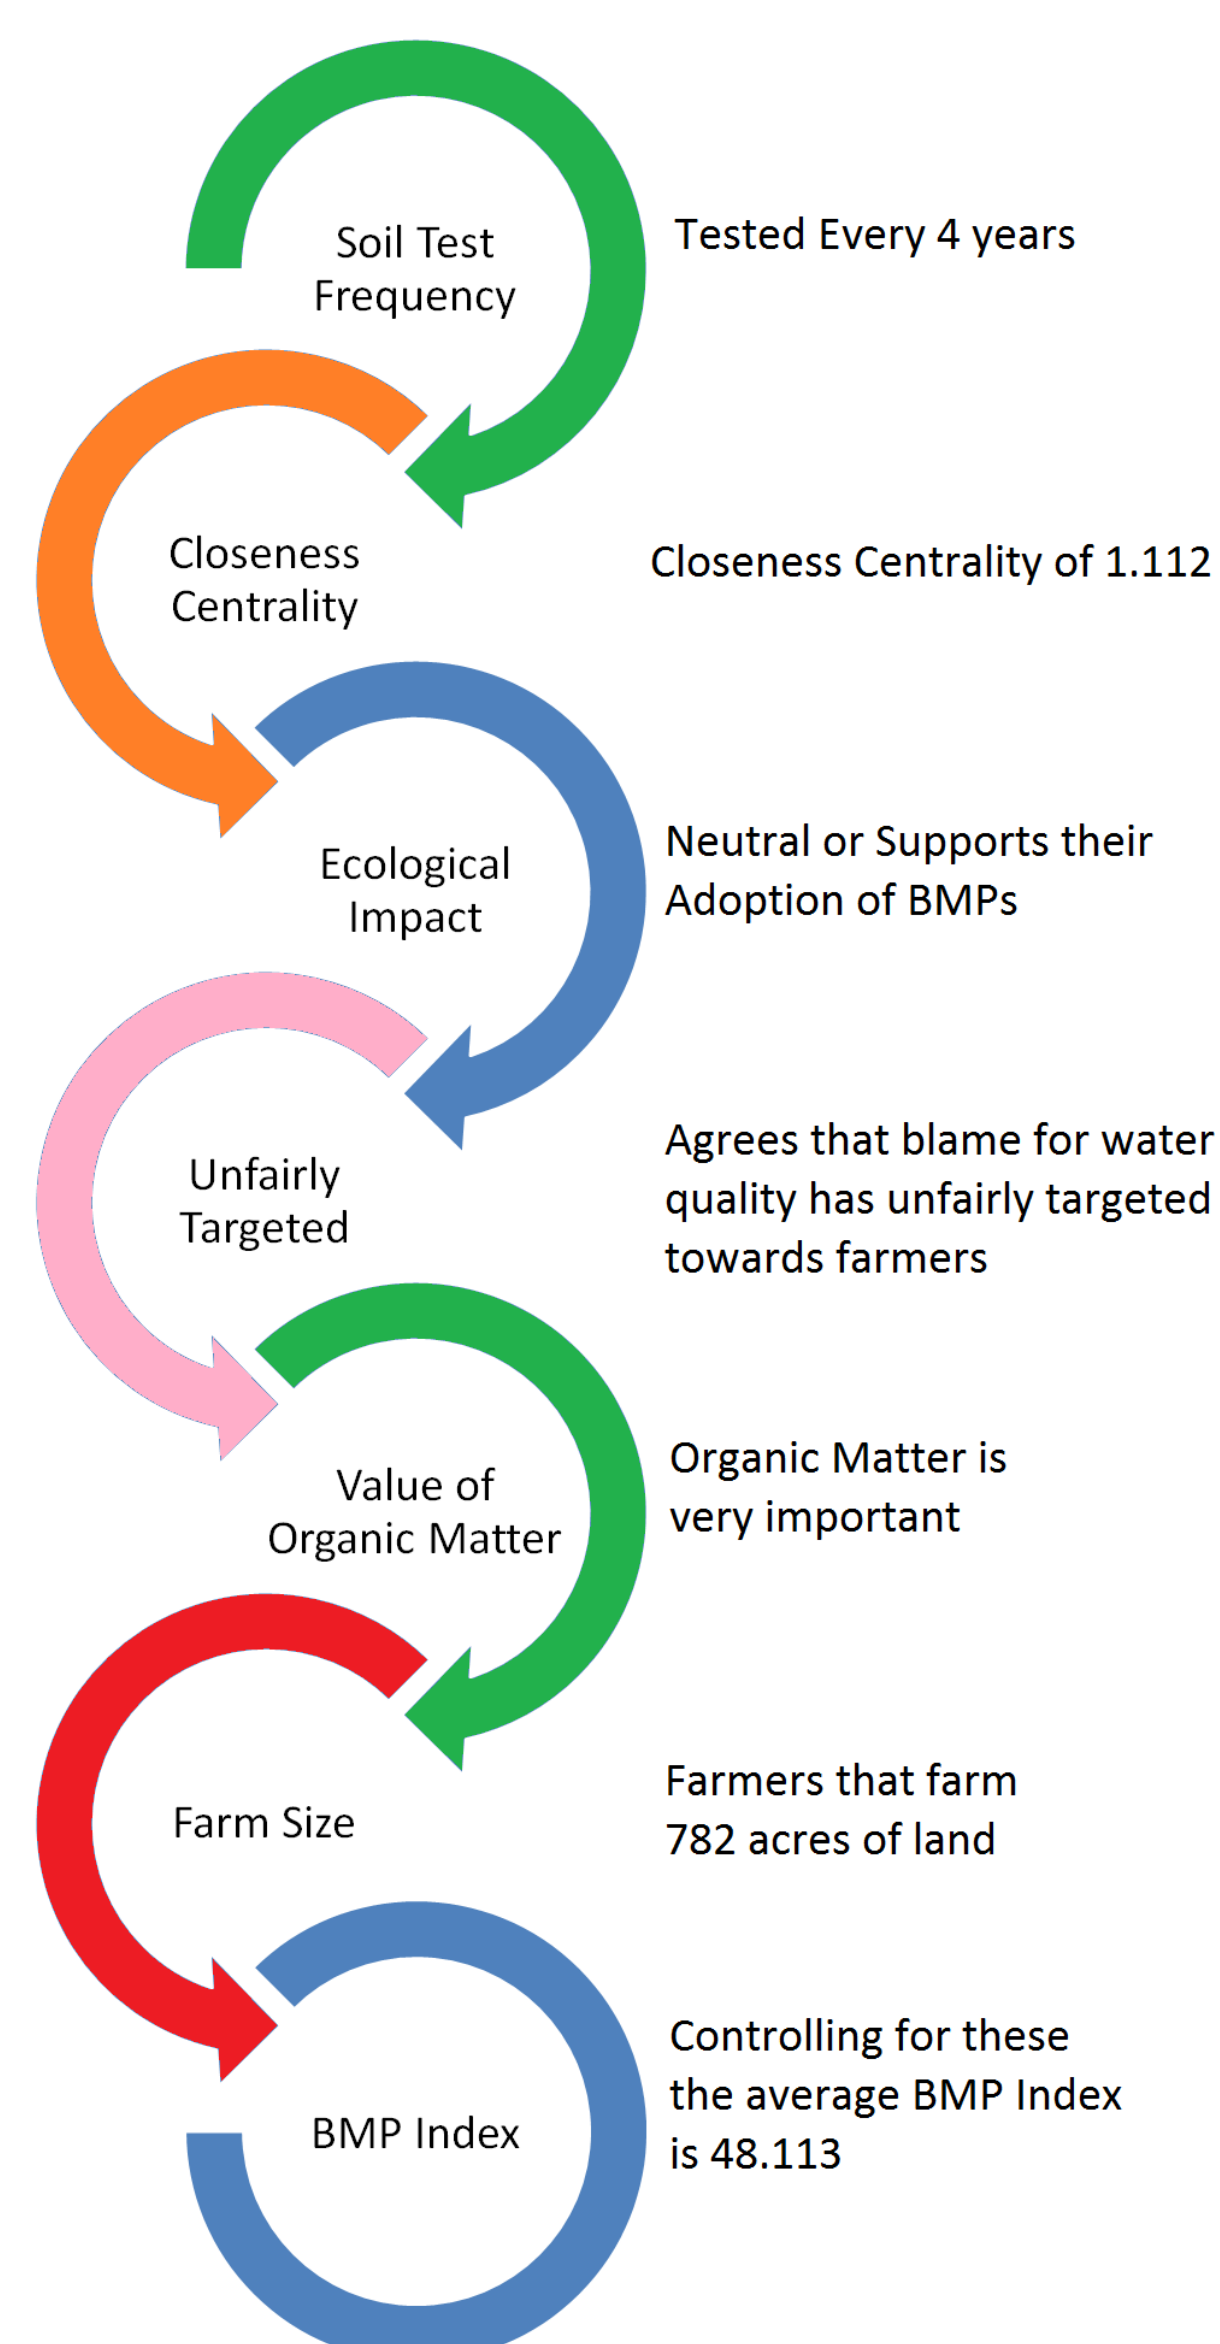 Soil Test
Frequency
Tested Every 4 years
Closeness
Centrality
Closeness Centrality of 1.112
Ecological
Impact
Neutral or Supports their
Adoption of BMPs
Unfairly
Targeted
Agrees that blame for water
quality has unfairly targeted
towards farmers
Value of
Organic Matter
Organic Matter is
very important
Farm Size
Farmers that farm
782 acres of land
BMP Index
Controlling for these
the average BMP Index
is 48.113